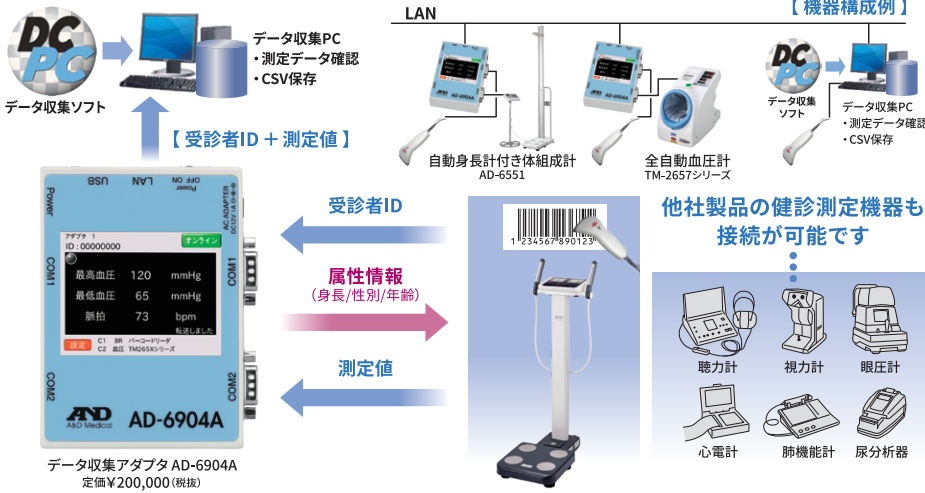 DC
PC
データ収集ソフト
データ収集PC
・測定データ確認
・CSV保存
【 受診者ID + 測定値 】
LAN
【 機器構成例 】
AND
AD-6904A
自動身長計付き体組成計
AD-6551
AND
AD-6904A
全自動血圧計
TM-2657シリーズ
DC
PC
データ収集
ソフト
データ収集PC
・測定データ確認
・CSV保存
USB
LAN
Power
OFF ON
Power
AC ADAPTER
COM1
COM1
COM2
COM2
アダプタ 1
ID : 00000000
オンライン
最高血圧 120 mmHg
最低血圧 65 mmHg
脈拍 73 bpm
転送しました
設定
C1 BR バーコードリーダ
C2 血圧 TM265Xシリーズ
AND
A&D Medical
AD-6904A
データ収集アダプタ AD-6904A
定価¥200,000(税抜)
受診者ID
属性情報
(身長/性別/年齢)
測定値
1 234567 890123
他社製品の健診測定機器も
接続が可能です
聴力計
視力計
眼圧計
心電計
肺機能計
尿分析器